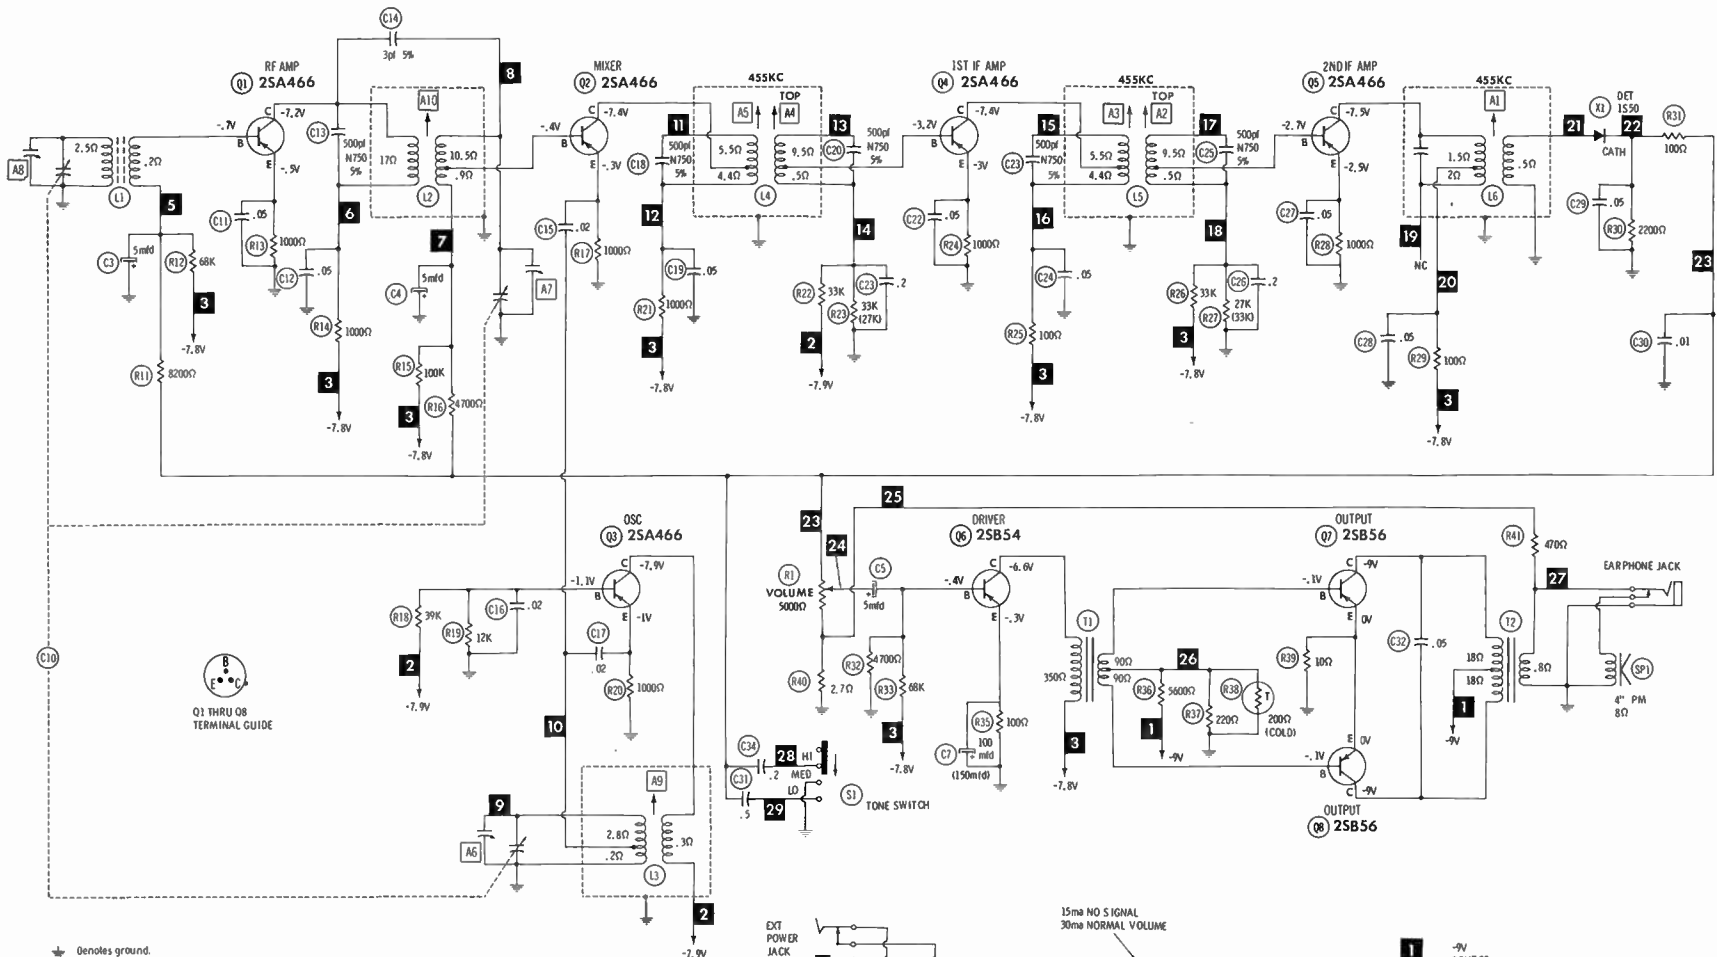 C14
3pf 5%
8
RF AMP
Q1 2SA466
C
-7.2V
-.7V
B
E
-.5V
A8
2.5Ω
.2Ω
L1
5
C3
5mfd
R12
68K
3
-7.8V
R11
8200Ω
C11
.05
R13
1000Ω
C12
.05
C13
500pf
N750
5%
6
R14
1000Ω
3
-7.8V
A10
17Ω
10.5Ω
.9Ω
L2
7
C4
5mfd
R15
100K
3
-7.8V
R16
4700Ω
A7
MIXER
Q2 2SA466
C
-7.4V
-.4V
B
E
-.3V
C15
.02
R17
1000Ω
455KC
TOP
A5
A4
11
C18
500pf
N750
5%
5.5Ω
4.4Ω
9.5Ω
.5Ω
L4
12
C19
.05
R21
1000Ω
3
-7.8V
13
C20
500pf
N750
5%
14
R22
33K
2
-7.9V
R23
33K
(27K)
C23
.2
1ST IF AMP
Q4 2SA466
C
-7.4V
-3.2V
B
E
-3V
C22
.05
R24
1000Ω
455KC
TOP
A3
A2
15
C23
500pf
N750
5%
5.5Ω
4.4Ω
9.5Ω
.5Ω
L5
16
C24
.05
R25
100Ω
3
-7.8V
17
C25
500pf
N750
5%
18
R26
33K
3
-7.8V
R27
27K
(33K)
C26
.2
2ND IF AMP
Q5 2SA466
C
-7.5V
-2.7V
B
E
-2.5V
C27
.05
R28
1000Ω
455KC
A1
1.5Ω
2Ω
.5Ω
L6
19
NC
20
C28
.05
R29
100Ω
3
-7.8V
DET
X1 1S50
21
22
CATH
R31
100Ω
C29
.05
R30
2200Ω
23
C30
.01
C10
OSC
Q3 2SA466
C
-7.9V
-1.1V
B
E
-1V
R18
39K
2
-7.9V
R19
12K
C16
.02
C17
.02
R20
1000Ω
10
B
E
C
Q1 THRU Q8
TERMINAL GUIDE
9
A6
A9
2.8Ω
.2Ω
.3Ω
L3
2
-7.9V
23
24
25
R1
VOLUME
5000Ω
C5
5mfd
R40
2.7Ω
R32
4700Ω
R33
68K
3
-7.8V
DRIVER
Q6 2SB54
C
-6.6V
-.4V
B
E
-.3V
R35
100Ω
C7
100
mfd
(150mfd)
C34
.2
28
HI
MED
LO
C31
.5
29
S1
TONE SWITCH
T1
350Ω
90Ω
90Ω
3
-7.8V
26
R36
5600Ω
1
-9V
R37
220Ω
R38
T
200Ω
(COLD)
OUTPUT
Q7 2SB56
C
-9V
-.1V
B
E
0V
R39
10Ω
E
0V
-.1V
B
C
-9V
OUTPUT
Q8 2SB56
C32
.05
T2
18Ω
18Ω
.8Ω
1
-9V
R41
470Ω
27
EARPHONE JACK
SP1
4" PM
8Ω
Denotes ground.
EXT
POWER
JACK
15ma NO SIGNAL
30ma NORMAL VOLUME
1
-9V